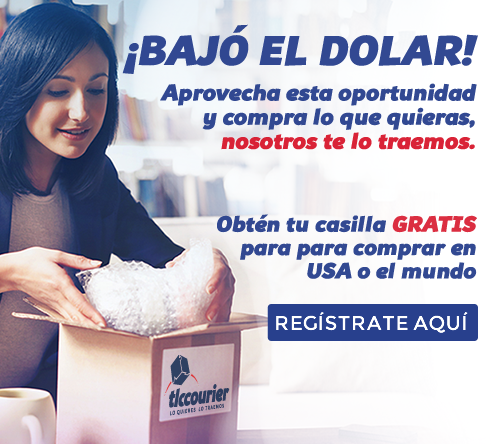 ¡BAJÓ EL DOLAR!
Aprovecha esta oportunidad
y compra lo que quieras,
nosotros te lo traemos.
Obtén tu casilla GRATIS
para para comprar en
USA o el mundo
REGÍSTRATE AQUÍ
tlccourier
LO QUIERES LO TRAEMOS